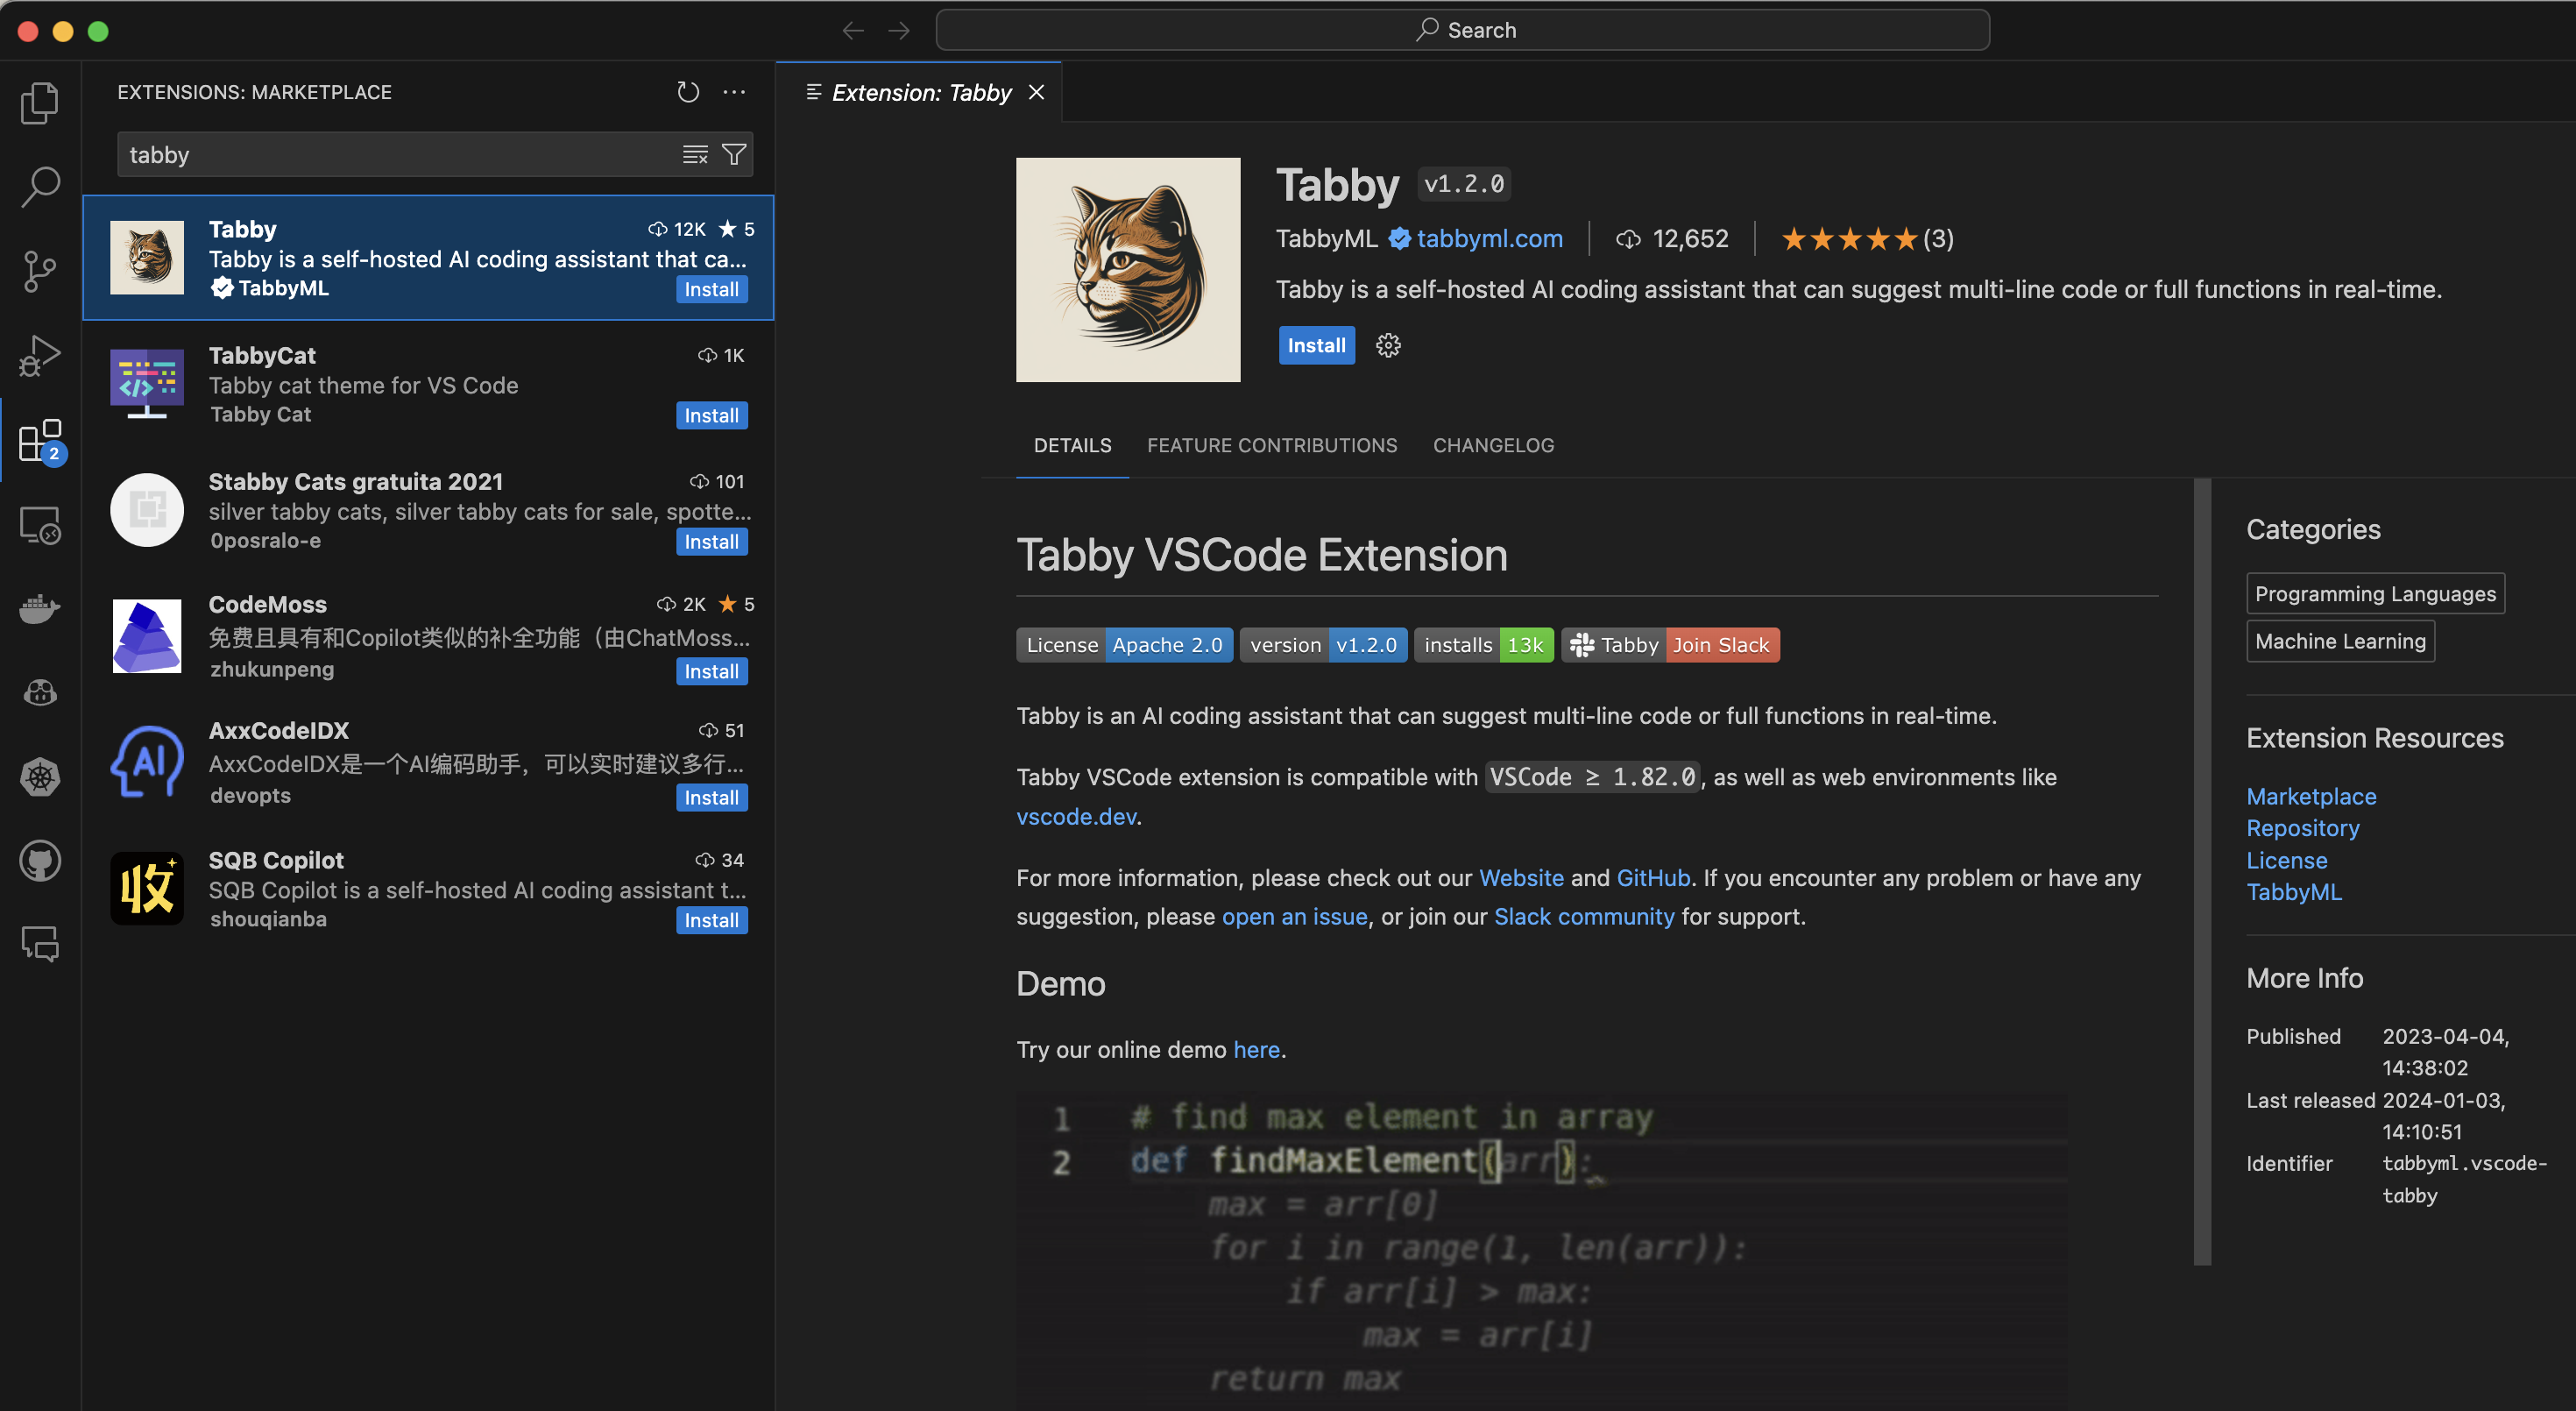 Search
EXTENSIONS: MARKETPLACE
tabby
Tabby
12K ★ 5
Tabby is a self-hosted AI coding assistant that ca...
TabbyML
Install
TabbyCat
1K
Tabby cat theme for VS Code
Tabby Cat
Install
Stabby Cats gratuita 2021
101
silver tabby cats, silver tabby cats for sale, spotte...
0posralo-e
Install
CodeMoss
2K ★ 5
免费且具有和Copilot类似的补全功能（由ChatMoss...
zhukunpeng
Install
AxxCodeIDX
51
AxxCodeIDX是一个AI编码助手，可以实时建议多行...
devopts
Install
SQB Copilot
34
SQB Copilot is a self-hosted AI coding assistant t...
shouqianba
Install
收
AI
</>
2
Extension: Tabby
Tabby v1.2.0
TabbyML tabbyml.com 12,652 ★★★★★(3)
Tabby is a self-hosted AI coding assistant that can suggest multi-line code or full functions in real-time.
Install
DETAILS FEATURE CONTRIBUTIONS CHANGELOG
Tabby VSCode Extension
License Apache 2.0 version v1.2.0 installs 13k Tabby Join Slack
Tabby is an AI coding assistant that can suggest multi-line code or full functions in real-time.
Tabby VSCode extension is compatible with VSCode ≥ 1.82.0, as well as web environments like
vscode.dev.
For more information, please check out our Website and GitHub. If you encounter any problem or have any
suggestion, please open an issue, or join our Slack community for support.
Demo
Try our online demo here.
1 # find max element in array
2 def findMaxElement(arr):
max = arr[0]
for i in range(1, len(arr)):
if arr[i] > max:
max = arr[i]
return max
Categories
Programming Languages
Machine Learning
Extension Resources
Marketplace
Repository
License
TabbyML
More Info
Published 2023-04-04,
14:38:02
Last released 2024-01-03,
14:10:51
Identifier tabbyml.vscode-
tabby